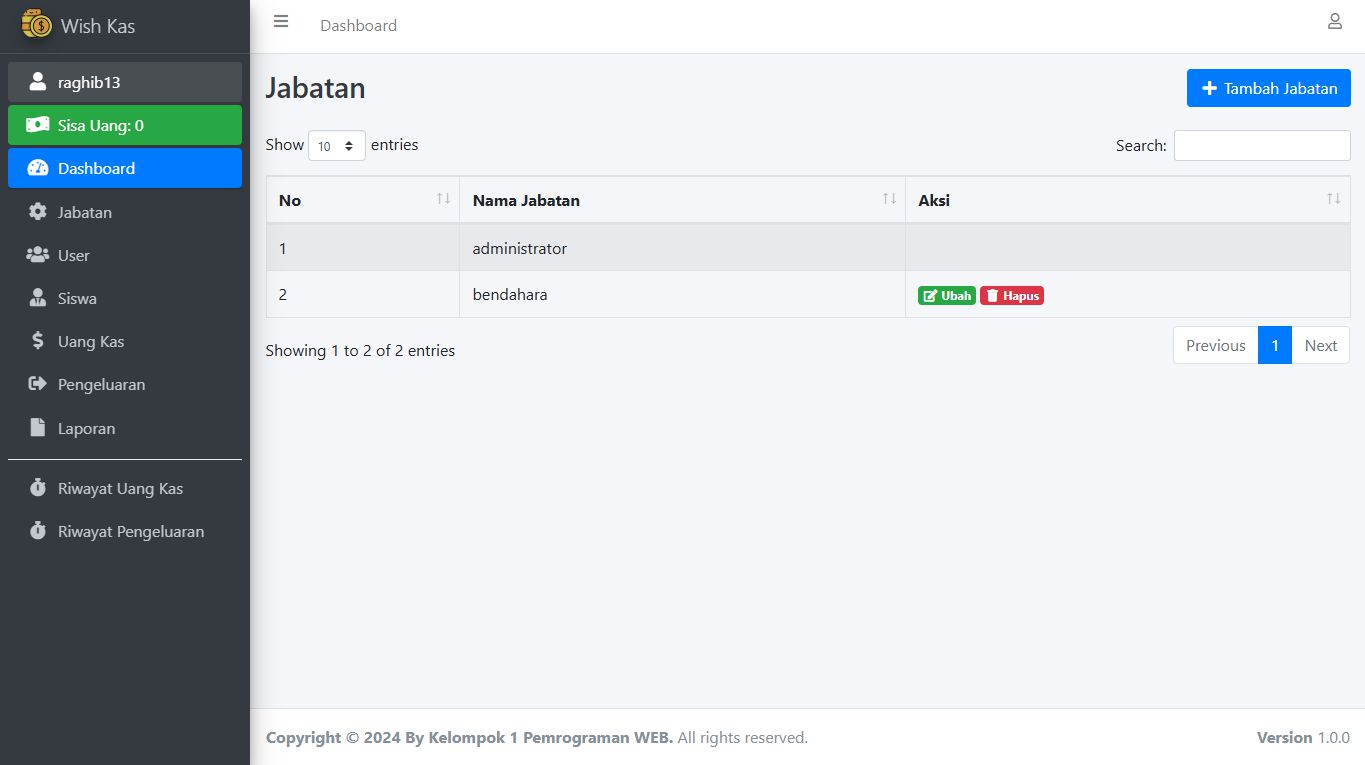 Wish Kas
raghib13
Sisa Uang: 0
Dashboard
Jabatan
User
Siswa
Uang Kas
Pengeluaran
Laporan
Riwayat Uang Kas
Riwayat Pengeluaran
Dashboard
Jabatan
Tambah Jabatan
Show 10 entries
Search:
No Nama Jabatan Aksi
1 administrator
2 bendahara Ubah Hapus
Showing 1 to 2 of 2 entries
Previous 1 Next
Copyright © 2024 By Kelompok 1 Pemrograman WEB. All rights reserved.
Version 1.0.0